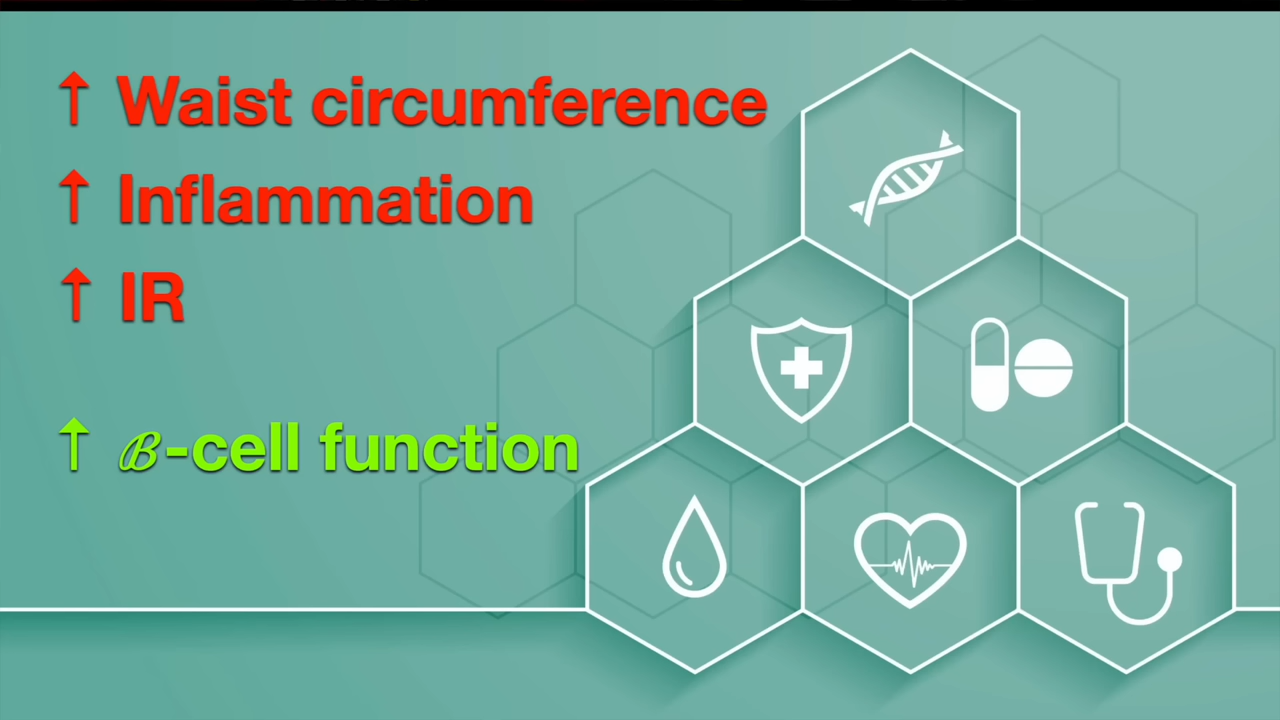 ↑ Waist circumference
↑ Inflammation
↑ IR
↑ ℬ-cell function